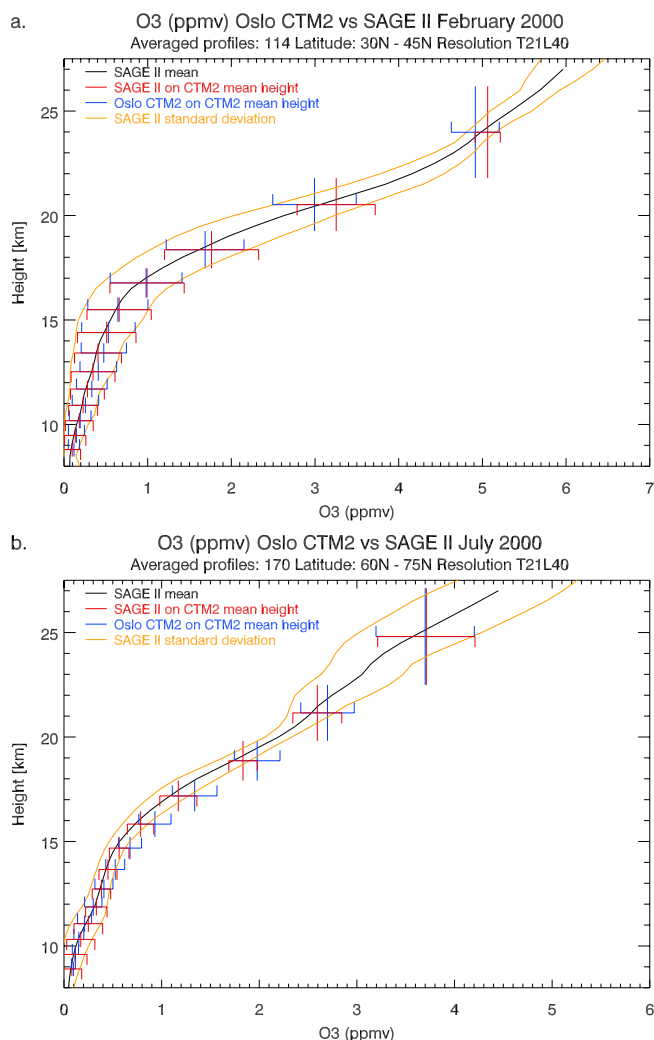 a.
O3 (ppmv) Oslo CTM2 vs SAGE II February 2000
Averaged profiles: 114 Latitude: 30N - 45N Resolution T21L40
SAGE II mean
SAGE II on CTM2 mean height
Oslo CTM2 on CTM2 mean height
SAGE II standard deviation
25
20
15
10
Height [km]
0 1 2 3 4 5 6 7
O3 (ppmv)
b.
O3 (ppmv) Oslo CTM2 vs SAGE II July 2000
Averaged profiles: 170 Latitude: 60N - 75N Resolution T21L40
SAGE II mean
SAGE II on CTM2 mean height
Oslo CTM2 on CTM2 mean height
SAGE II standard deviation
25
20
15
10
Height [km]
0 1 2 3 4 5 6
O3 (ppmv)